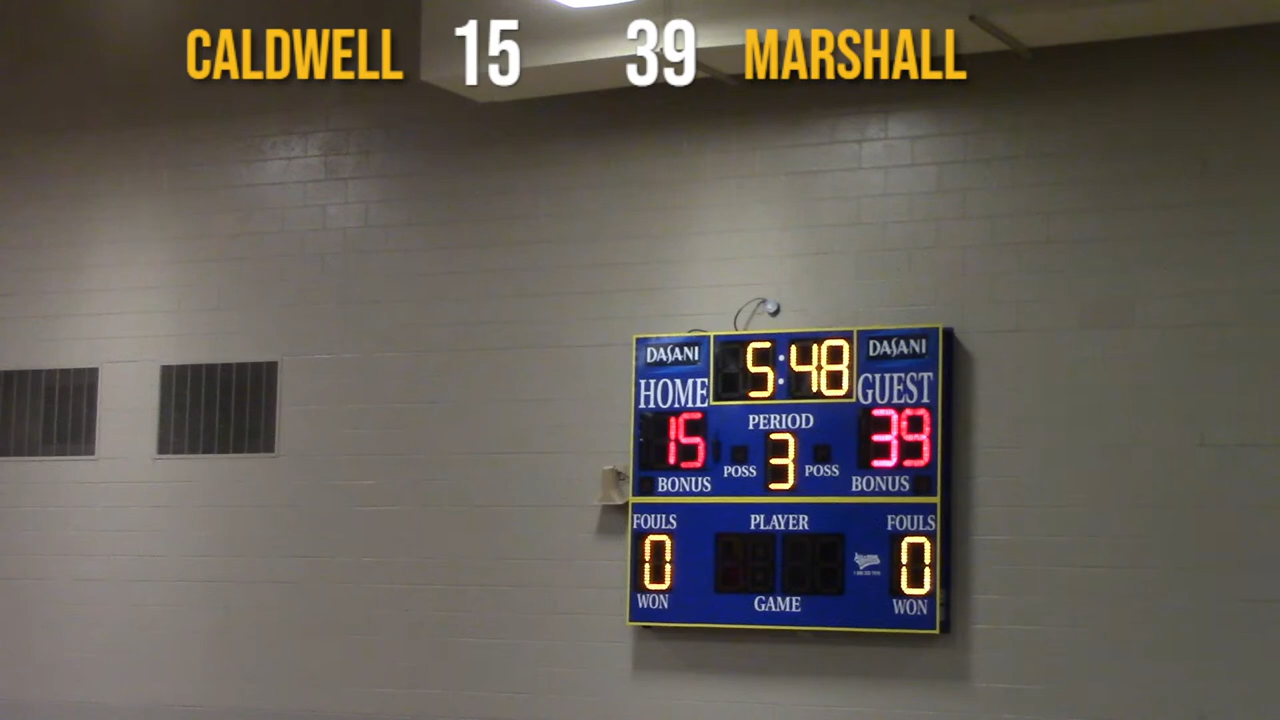 CALDWELL 15 39 MARSHALL
DASANI 5:48 DASANI
HOME GUEST
15 PERIOD 39
POSS 3 POSS
BONUS BONUS
FOULS PLAYER FOULS
0 0
WON GAME WON